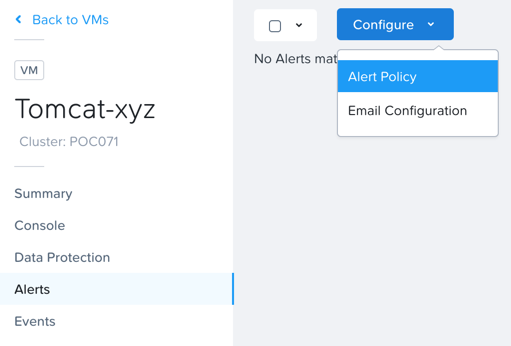 Back to VMs
VM
Tomcat-xyz
Cluster: POC071
Summary
Console
Data Protection
Alerts
Events
Configure
No Alerts mat
Alert Policy
Email Configuration